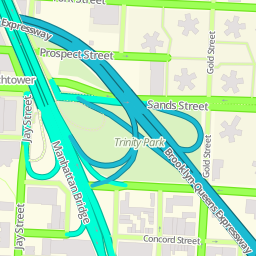 Expressway
Prospect Street
Gold Street
chtower
Sands Street
Jay Street
Trinity Park
Manhattan Bridge
Brooklyn-Queens Expressway
Gold Street
Jay Street
Concord Street